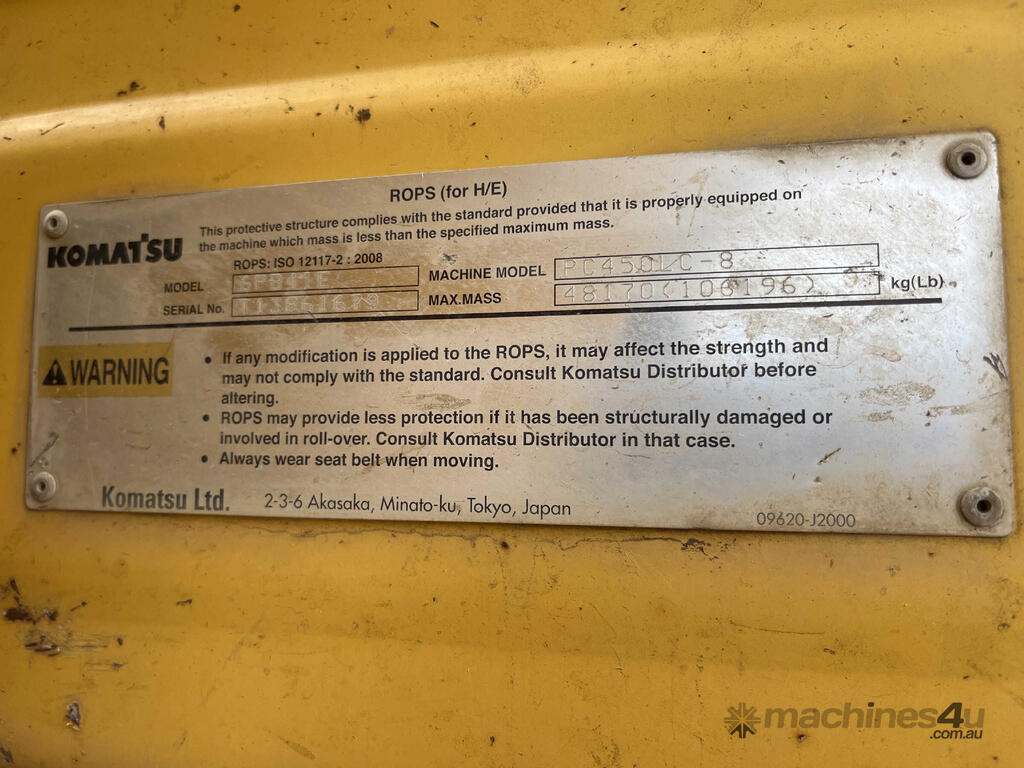 ROPS (for H/E)
This protective structure complies with the standard provided that it is properly equipped on
the machine which mass is less than the specified maximum mass.
KOMATSU
ROPS: ISO 12117-2 : 2008
MODEL
MACHINE MODEL PC450LC-8
SERIAL No.
MAX.MASS 48170(106196) kg(Lb)
WARNING
• If any modification is applied to the ROPS, it may affect the strength and
may not comply with the standard. Consult Komatsu Distributor before
altering.
• ROPS may provide less protection if it has been structurally damaged or
involved in roll-over. Consult Komatsu Distributor in that case.
• Always wear seat belt when moving.
Komatsu Ltd. 2-3-6 Akasaka, Minato-ku, Tokyo, Japan
09620-J2000
machines4u
.com.au